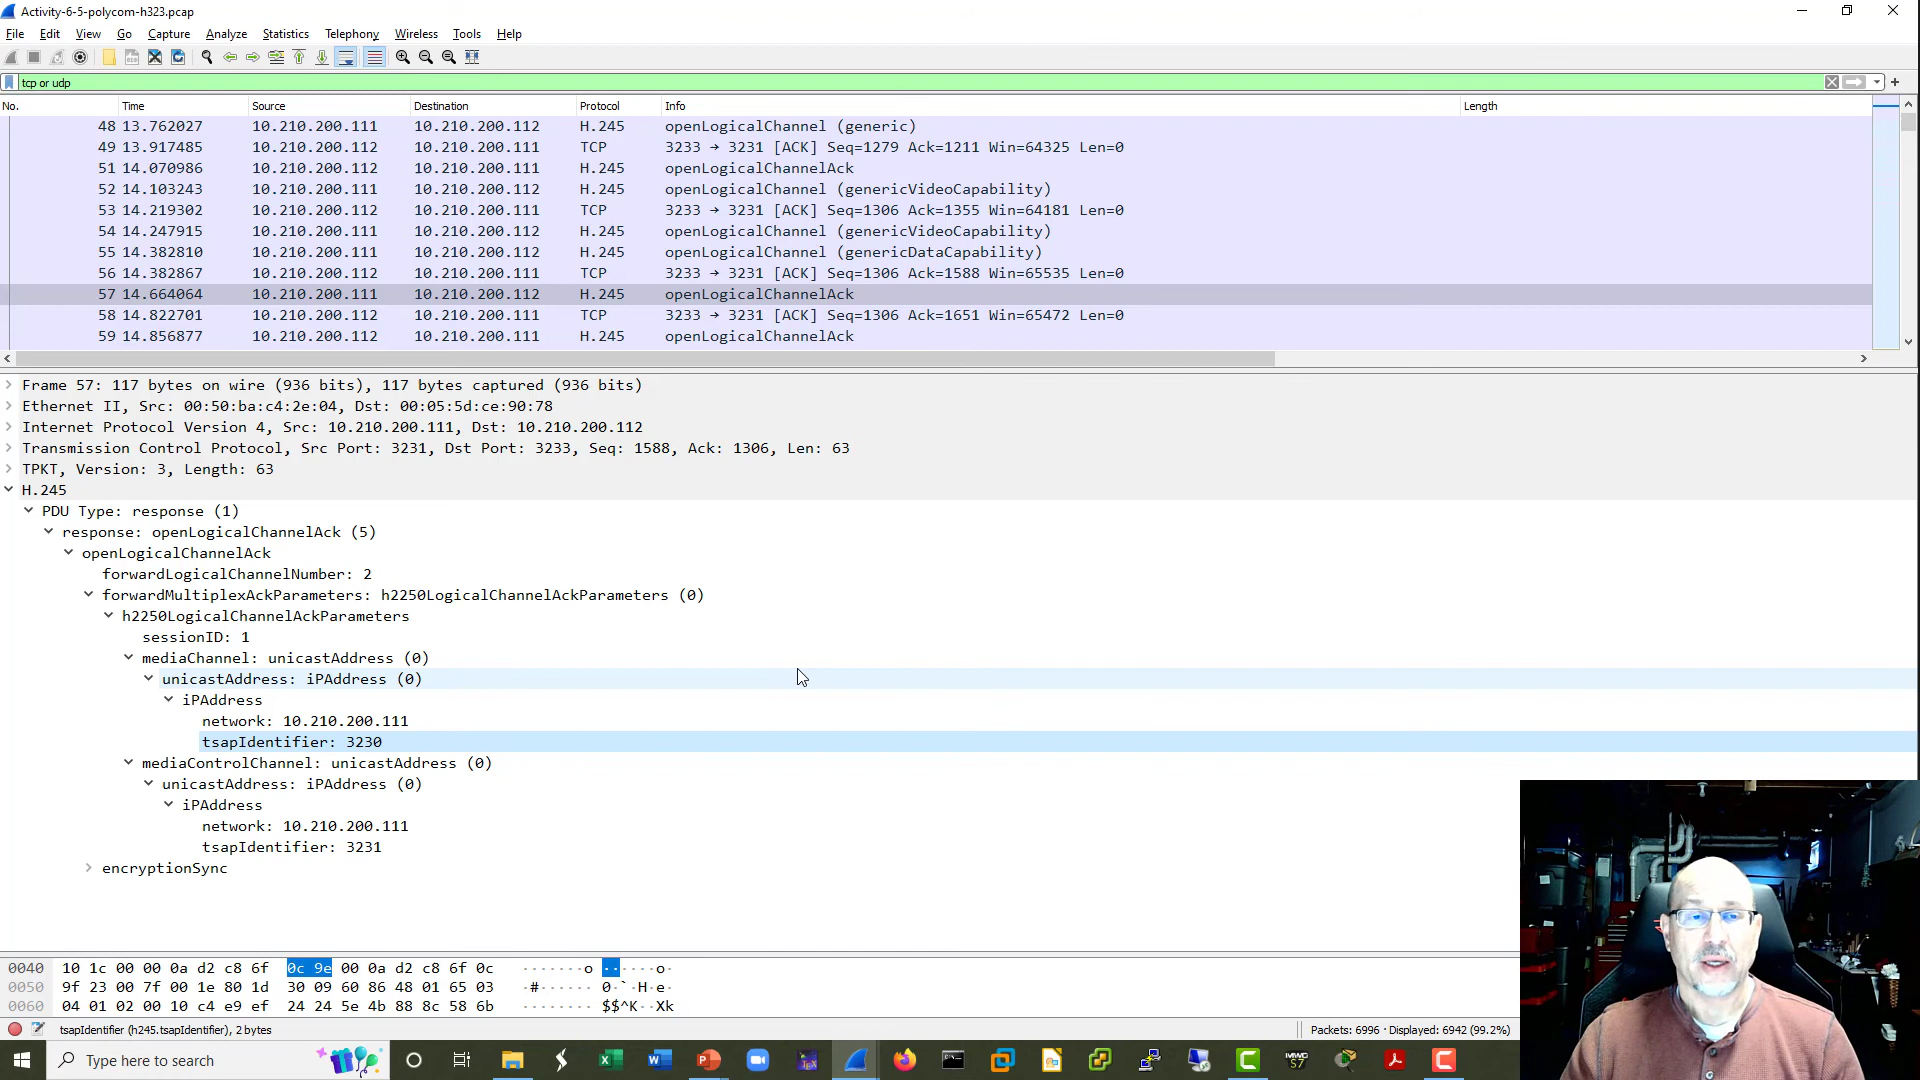 Activity-6-5-polycom-h323.pcap
File Edit View Go Capture Analyze Statistics Telephony Wireless Tools Help
tcp or udp
No. Time Source Destination Protocol Info Length
48 13.762027 10.210.200.111 10.210.200.112 H.245 openLogicalChannel (generic)
49 13.917485 10.210.200.112 10.210.200.111 TCP 3233 → 3231 [ACK] Seq=1279 Ack=1211 Win=64325 Len=0
51 14.070986 10.210.200.112 10.210.200.111 H.245 openLogicalChannelAck
52 14.103243 10.210.200.111 10.210.200.112 H.245 openLogicalChannel (genericVideoCapability)
53 14.219302 10.210.200.112 10.210.200.111 TCP 3233 → 3231 [ACK] Seq=1306 Ack=1355 Win=64181 Len=0
54 14.247915 10.210.200.111 10.210.200.112 H.245 openLogicalChannel (genericVideoCapability)
55 14.382810 10.210.200.111 10.210.200.112 H.245 openLogicalChannel (genericDataCapability)
56 14.382867 10.210.200.112 10.210.200.111 TCP 3233 → 3231 [ACK] Seq=1306 Ack=1588 Win=65535 Len=0
57 14.664064 10.210.200.111 10.210.200.112 H.245 openLogicalChannelAck
58 14.822701 10.210.200.112 10.210.200.111 TCP 3233 → 3231 [ACK] Seq=1306 Ack=1651 Win=65472 Len=0
59 14.856877 10.210.200.112 10.210.200.111 H.245 openLogicalChannelAck
Frame 57: 117 bytes on wire (936 bits), 117 bytes captured (936 bits)
Ethernet II, Src: 00:50:ba:c4:2e:04, Dst: 00:05:5d:ce:90:78
Internet Protocol Version 4, Src: 10.210.200.111, Dst: 10.210.200.112
Transmission Control Protocol, Src Port: 3231, Dst Port: 3233, Seq: 1588, Ack: 1306, Len: 63
TPKT, Version: 3, Length: 63
H.245
PDU Type: response (1)
response: openLogicalChannelAck (5)
openLogicalChannelAck
forwardLogicalChannelNumber: 2
forwardMultiplexAckParameters: h2250LogicalChannelAckParameters (0)
h2250LogicalChannelAckParameters
sessionID: 1
mediaChannel: unicastAddress (0)
unicastAddress: iPAddress (0)
iPAddress
network: 10.210.200.111
tsapIdentifier: 3230
mediaControlChannel: unicastAddress (0)
unicastAddress: iPAddress (0)
iPAddress
network: 10.210.200.111
tsapIdentifier: 3231
encryptionSync
0040 10 1c 00 00 0a d2 c8 6f 0c 9e 00 0a d2 c8 6f 0c ·······o ·· ····o·
0050 9f 23 00 7f 00 1e 80 1d 30 09 60 86 48 01 65 03 ·#······ 0·`·H·e·
0060 04 01 02 00 10 c4 e9 ef 24 24 5e 4b 88 8c 58 6b ········ $$^K··Xk
tsapIdentifier (h245.tsapIdentifier), 2 bytes
Packets: 6996 · Displayed: 6942 (99.2%)
Type here to search